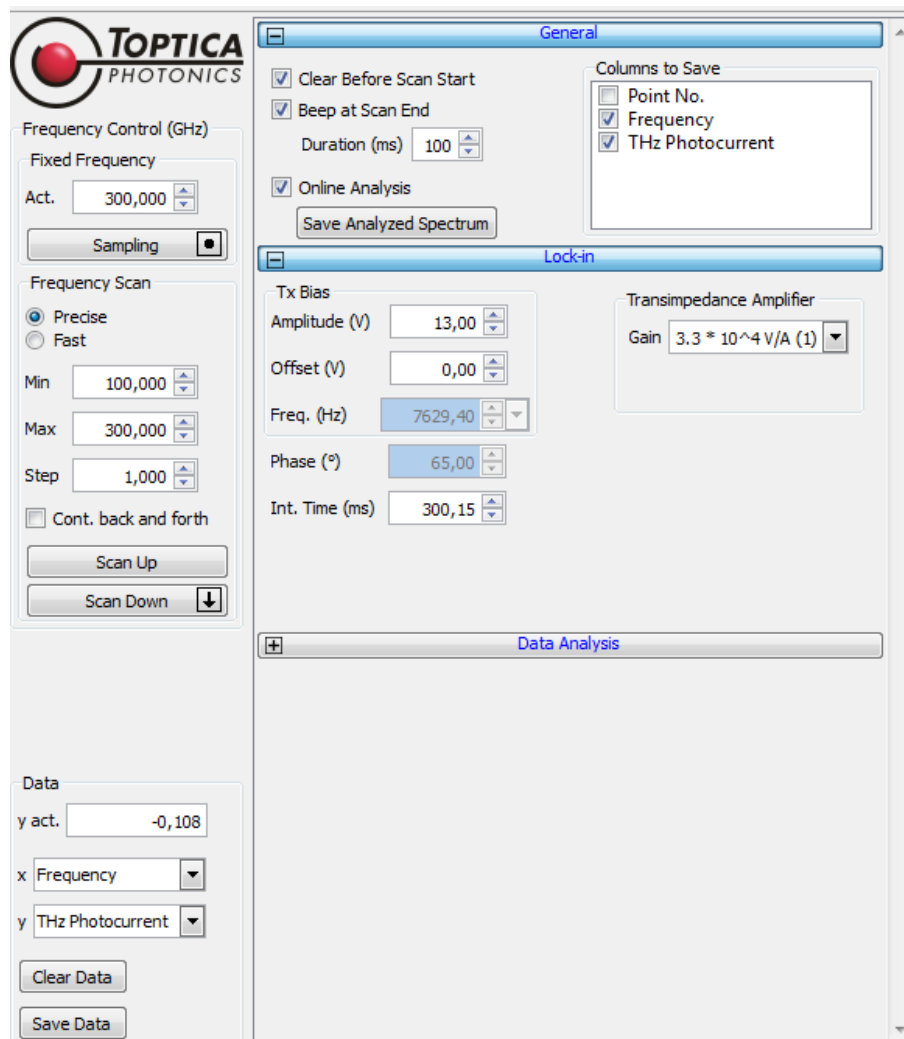 TOPTICA
PHOTONICS
Frequency Control (GHz)
Fixed Frequency
Act. 300,000
Sampling
Frequency Scan
Precise
Fast
Min 100,000
Max 300,000
Step 1,000
Cont. back and forth
Scan Up
Scan Down
Data
y act. -0,108
x Frequency
y THz Photocurrent
Clear Data
Save Data
General
Clear Before Scan Start
Beep at Scan End
Duration (ms) 100
Online Analysis
Save Analyzed Spectrum
Columns to Save
Point No.
Frequency
THz Photocurrent
Lock-in
Tx Bias
Amplitude (V) 13,00
Offset (V) 0,00
Freq. (Hz) 7629,40
Phase (º) 65,00
Int. Time (ms) 300,15
Transimpedance Amplifier
Gain 3.3 * 10^4 V/A (1)
Data Analysis